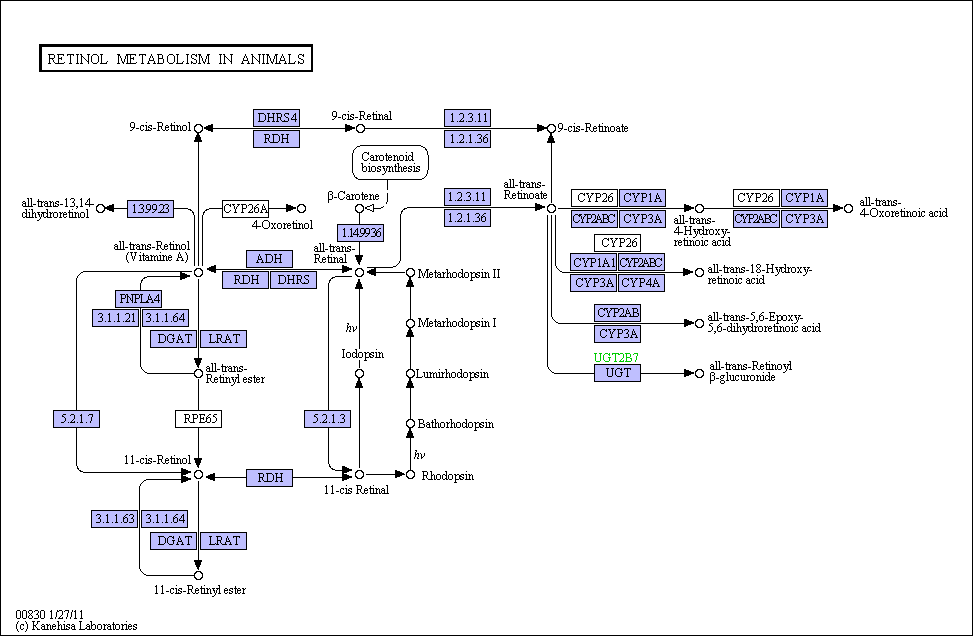 RETINOL METABOLISM IN ANIMALS
9-cis-Retinol
DHRS4
RDH
9-cis-Retinal
1.2.3.11
1.2.1.36
9-cis-Retinoate
Carotenoid
biosynthesis
all-trans-13,14-
dihydroretinol
1.3.99.23
CYP26A
4-Oxoretinol
β-Carotene
1.14.99.36
1.2.3.11
1.2.1.36
all-trans-
Retinoate
CYP26
CYP1A
CYP2ABC
CYP3A
all-trans-
4-Hydroxy-
retinoic acid
CYP26
CYP1A
CYP2ABC
CYP3A
all-trans-
4-Oxoretinoic acid
all-trans-Retinol
(Vitamine A)
ADH
RDH
DHRS
all-trans-
Retinal
Metarhodopsin II
CYP26
CYP1A1
CYP2ABC
CYP3A
CYP4A
all-trans-18-Hydroxy-
retinoic acid
PNPLA4
3.1.1.21
3.1.1.64
DGAT
LRAT
hν
Metarhodopsin I
CYP2AB
CYP3A
all-trans-5,6-Epoxy-
5,6-dihydroretinoic acid
Iodopsin
all-trans-
Retinyl ester
Lumirhodopsin
UGT2B7
UGT
all-trans-Retinoyl
β-glucuronide
5.2.1.7
RPE65
5.2.1.3
Bathorhodopsin
hν
11-cis-Retinol
RDH
11-cis Retinal
Rhodopsin
3.1.1.63
3.1.1.64
DGAT
LRAT
11-cis-Retinyl ester
00830 1/27/11
(c) Kanehisa Laboratories